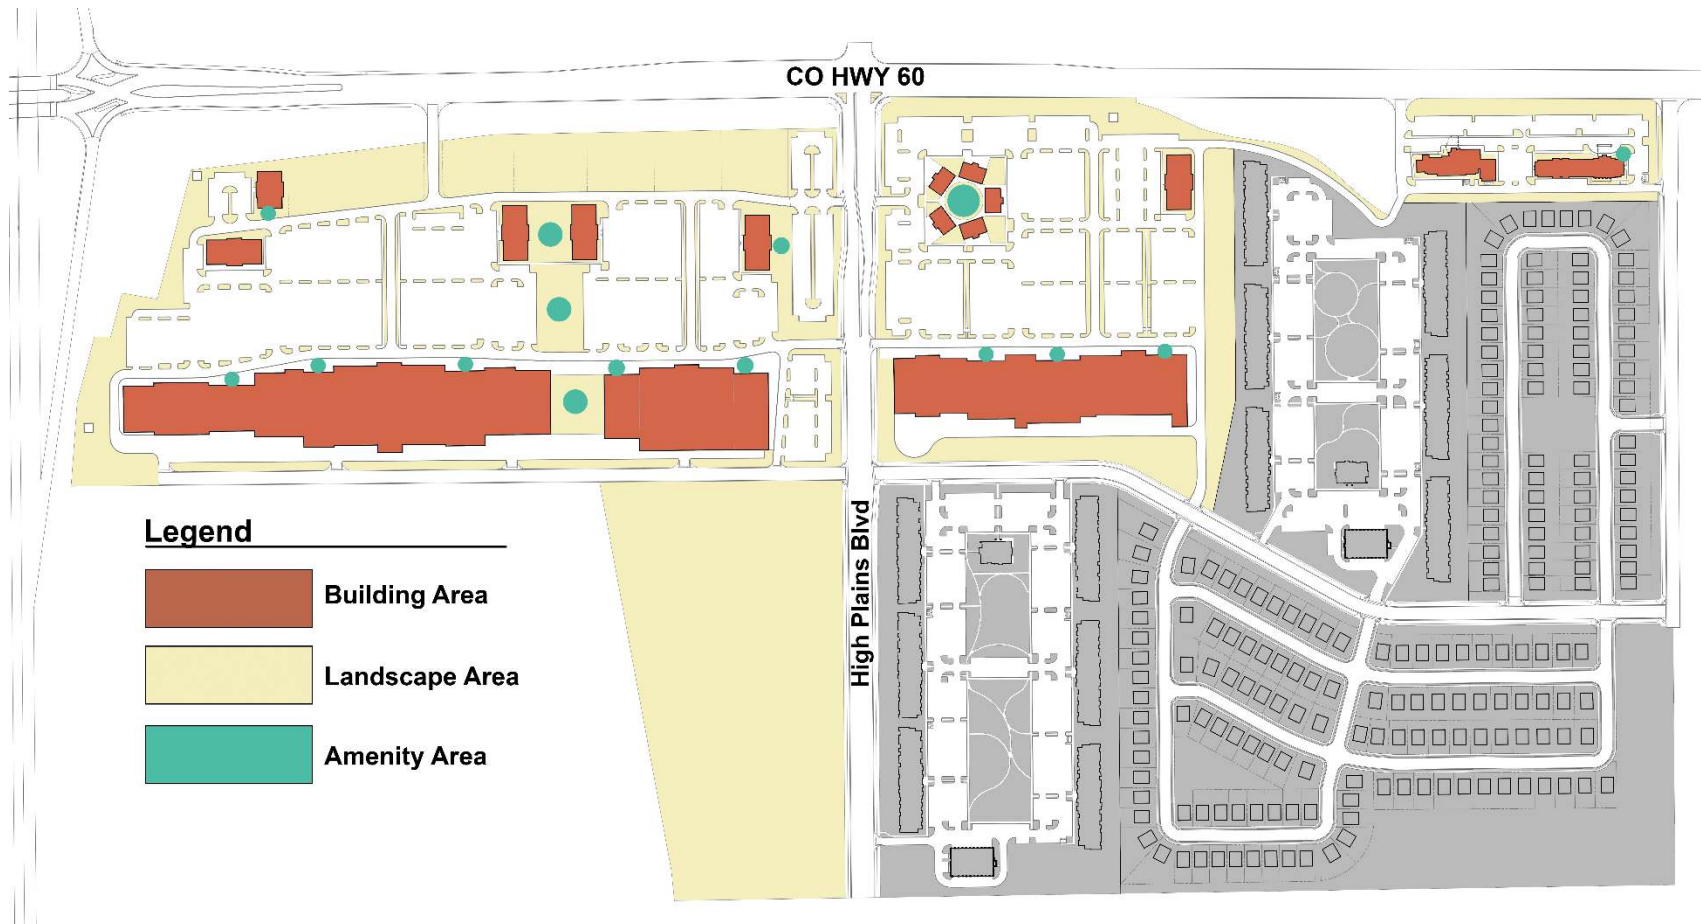 CO HWY 60
High Plains Blvd
Legend
Building Area
Landscape Area
Amenity Area